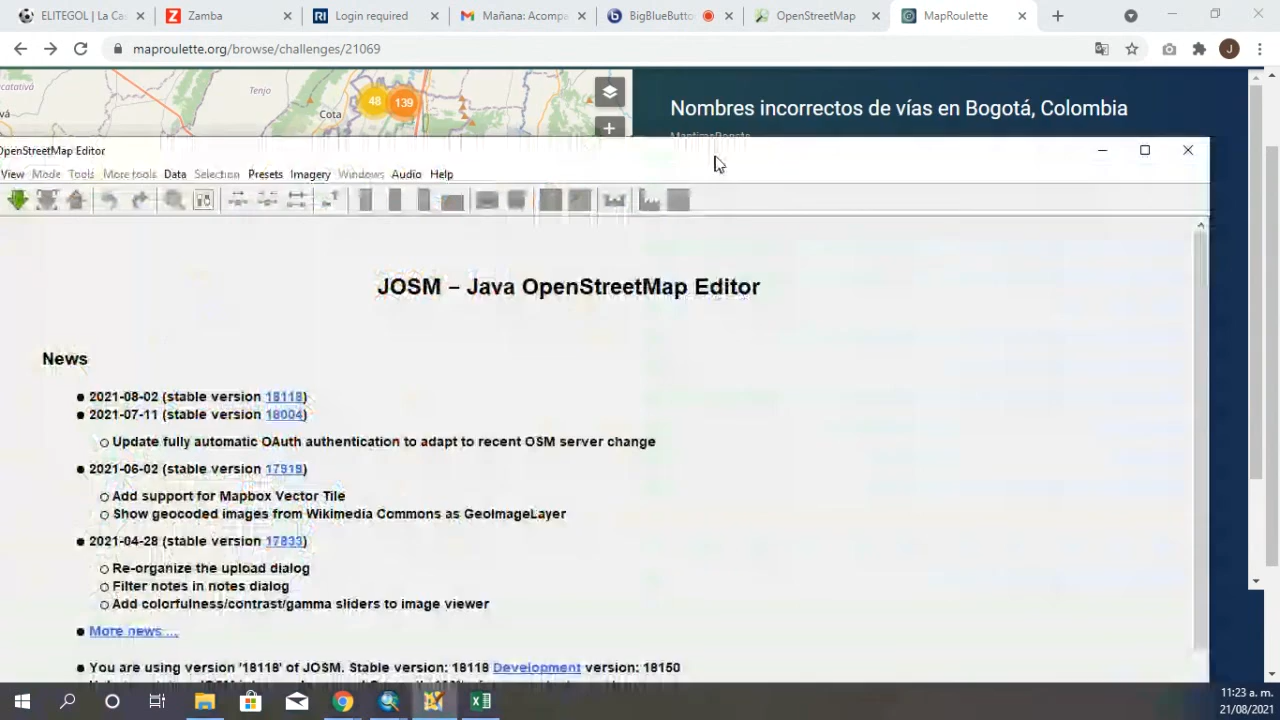 ELITEGOL | La Ca
Zamba
Login required
Mañana: Acompa
BigBlueButto
OpenStreetMap
MapRoulette
maproulette.org/browse/challenges/21069
J
Tenjo
Cota
48
139
Nombres incorrectos de vías en Bogotá, Colombia
OpenStreetMap Editor
View Mode Tools More tools Data Selection Presets Imagery Windows Audio Help
JOSM – Java OpenStreetMap Editor
News
2021-08-02 (stable version 18118)
2021-07-11 (stable version 18004)
Update fully automatic OAuth authentication to adapt to recent OSM server change
2021-06-02 (stable version 17919)
Add support for Mapbox Vector Tile
Show geocoded images from Wikimedia Commons as GeoImageLayer
2021-04-28 (stable version 17833)
Re-organize the upload dialog
Filter notes in notes dialog
Add colorfulness/contrast/gamma sliders to image viewer
More news ...
You are using version '18118' of JOSM. Stable version: 18118 Development version: 18150
11:23 a. m.
21/08/2021